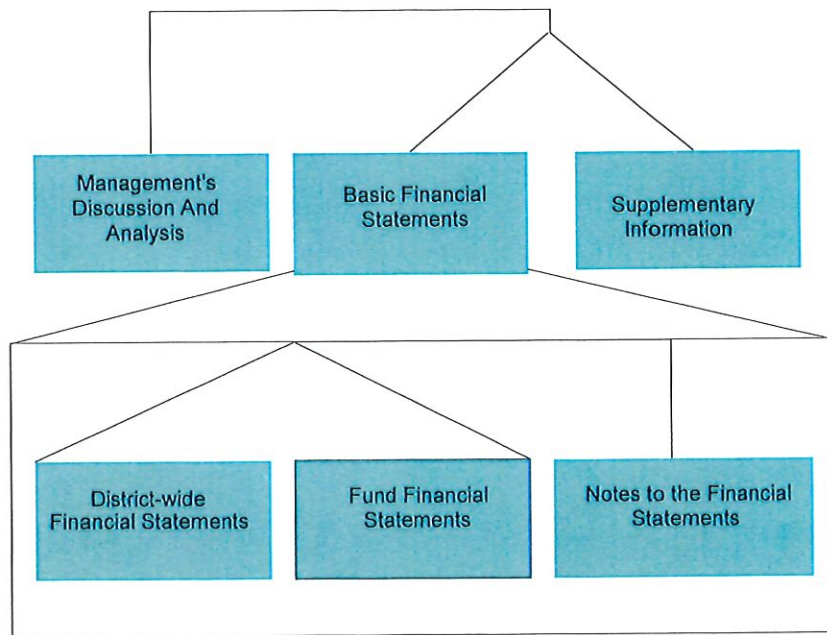 Management's
Discussion And
Analysis
Basic Financial
Statements
Supplementary
Information
District-wide
Financial Statements
Fund Financial
Statements
Notes to the Financial
Statements